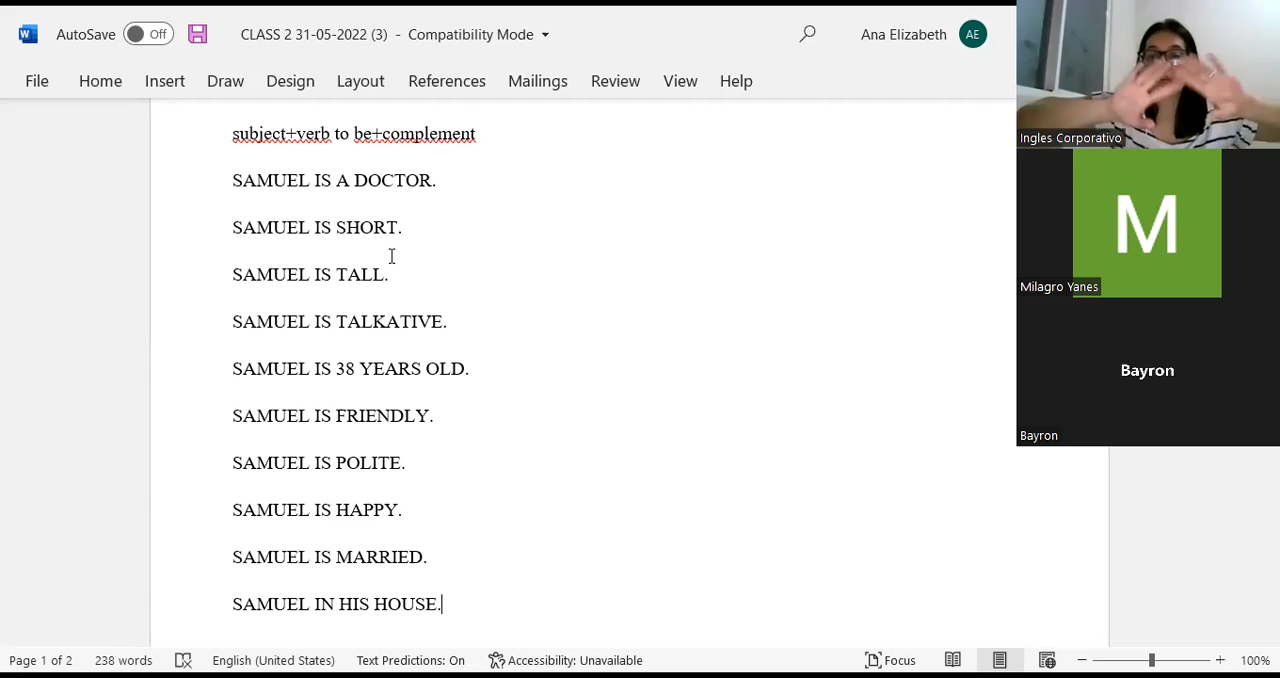 AutoSave Off CLASS 2 31-05-2022 (3) - Compatibility Mode Ana Elizabeth AE
File Home Insert Draw Design Layout References Mailings Review View Help
subject+verb to be+complement
SAMUEL IS A DOCTOR.
SAMUEL IS SHORT.
SAMUEL IS TALL.
SAMUEL IS TALKATIVE.
SAMUEL IS 38 YEARS OLD.
SAMUEL IS FRIENDLY.
SAMUEL IS POLITE.
SAMUEL IS HAPPY.
SAMUEL IS MARRIED.
SAMUEL IN HIS HOUSE.
Ingles Corporativo
M
Milagro Yanes
Bayron
Bayron
Page 1 of 2 238 words English (United States) Text Predictions: On Accessibility: Unavailable Focus 100%